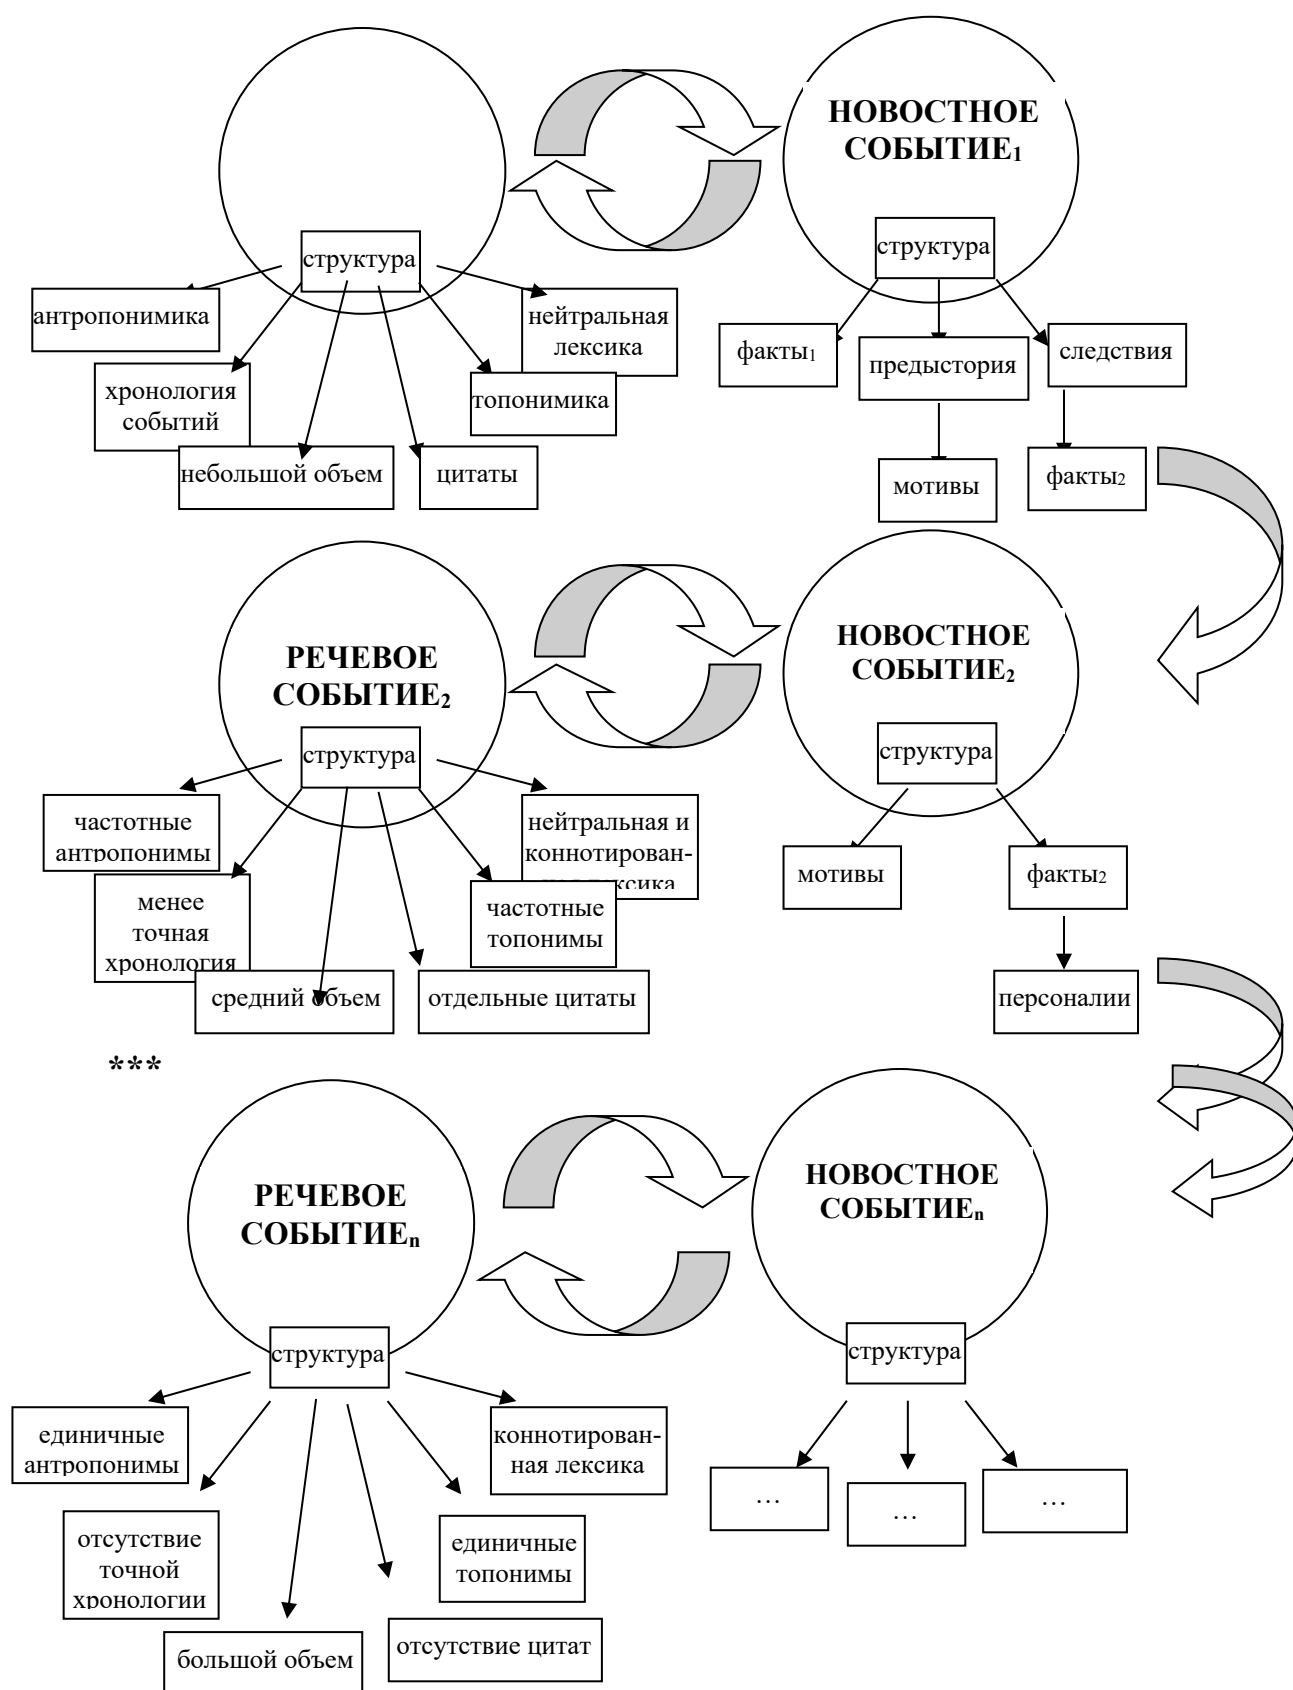 НОВОСТНОЕ
СОБЫТИЕ1
структура
структура
антропонимика
хронология
событий
небольшой объем
цитаты
топонимика
нейтральная
лексика
факты1
предыстория
следствия
мотивы
факты2
РЕЧЕВОЕ
СОБЫТИЕ2
НОВОСТНОЕ
СОБЫТИЕ2
структура
структура
частотные
антропонимы
менее
точная
хронология
средний объем
отдельные цитаты
частотные
топонимы
нейтральная и
коннотирован-
лексика
мотивы
факты2
персоналии
***
РЕЧЕВОЕ
СОБЫТИЕn
НОВОСТНОЕ
СОБЫТИЕn
структура
структура
единичные
антропонимы
отсутствие
точной
хронологии
большой объем
отсутствие цитат
единичные
топонимы
коннотирован-
ная лексика
…
…
…